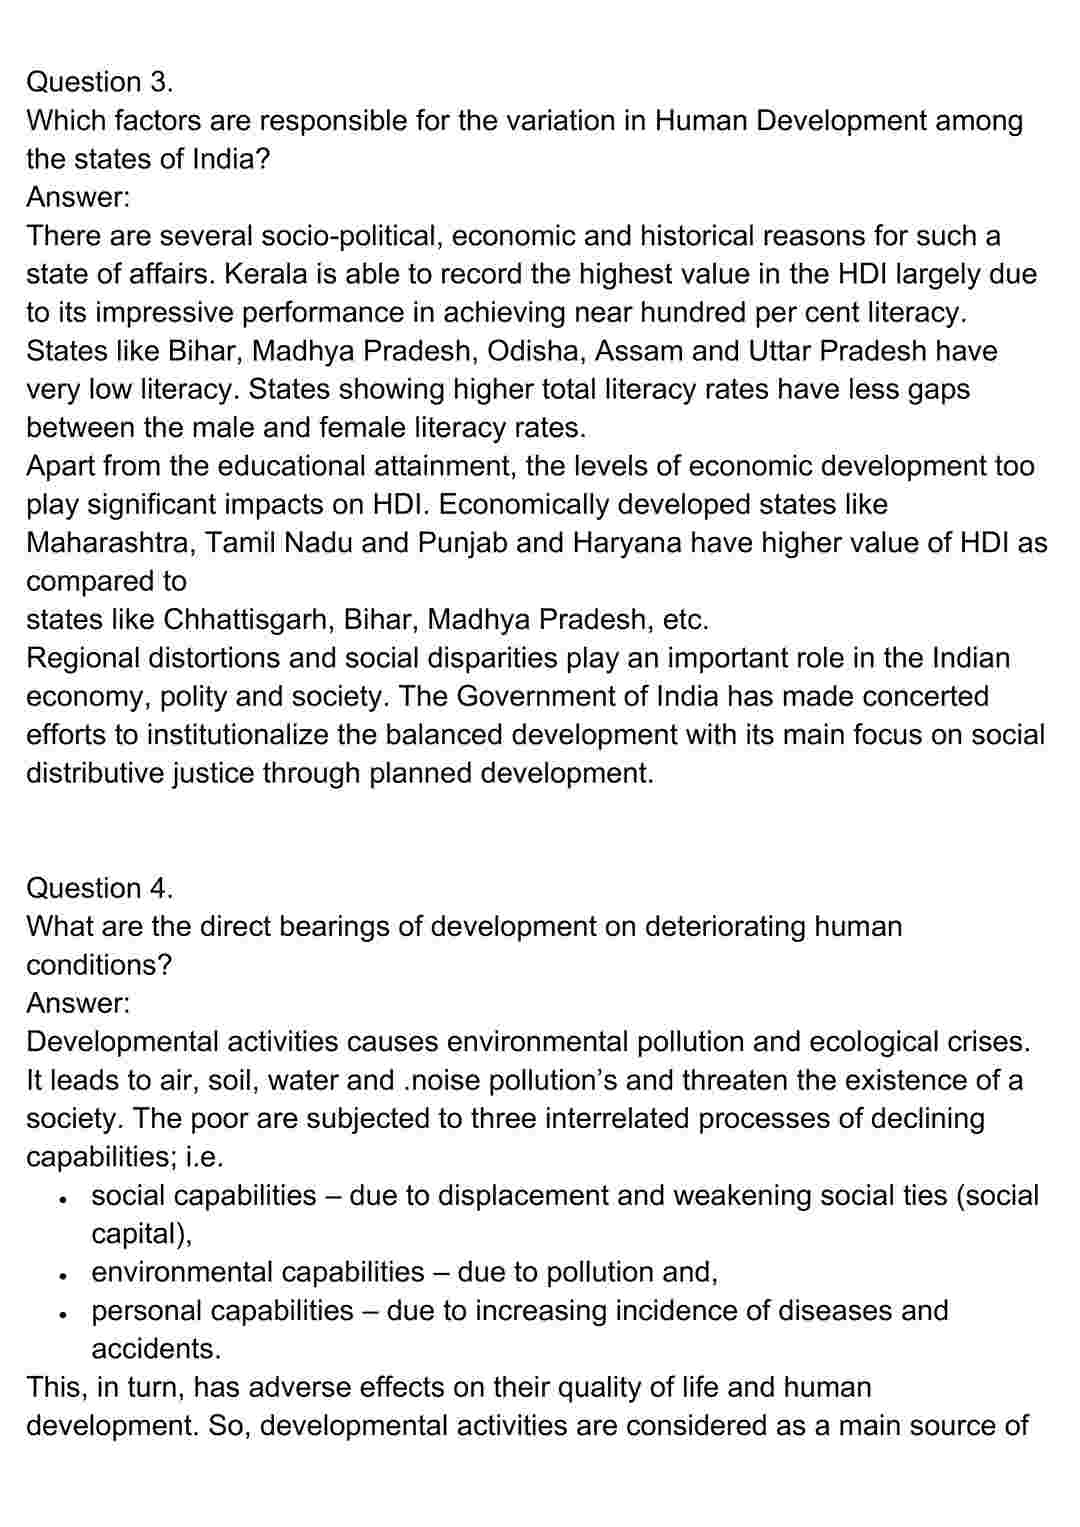 Question 3.
Which factors are responsible for the variation in Human Development among
the states of India?
Answer:
There are several socio-political, economic and historical reasons for such a
state of affairs. Kerala is able to record the highest value in the HDI largely due
to its impressive performance in achieving near hundred per cent literacy.
States like Bihar, Madhya Pradesh, Odisha, Assam and Uttar Pradesh have
very low literacy. States showing higher total literacy rates have less gaps
between the male and female literacy rates.
Apart from the educational attainment, the levels of economic development too
play significant impacts on HDI. Economically developed states like
Maharashtra, Tamil Nadu and Punjab and Haryana have higher value of HDI as
compared to
states like Chhattisgarh, Bihar, Madhya Pradesh, etc.
Regional distortions and social disparities play an important role in the Indian
economy, polity and society. The Government of India has made concerted
efforts to institutionalize the balanced development with its main focus on social
distributive justice through planned development.
Question 4.
What are the direct bearings of development on deteriorating human
conditions?
Answer:
Developmental activities causes environmental pollution and ecological crises.
It leads to air, soil, water and .noise pollution’s and threaten the existence of a
society. The poor are subjected to three interrelated processes of declining
capabilities; i.e.
• social capabilities – due to displacement and weakening social ties (social
capital),
• environmental capabilities – due to pollution and,
• personal capabilities – due to increasing incidence of diseases and
accidents.
This, in turn, has adverse effects on their quality of life and human
development. So, developmental activities are considered as a main source of